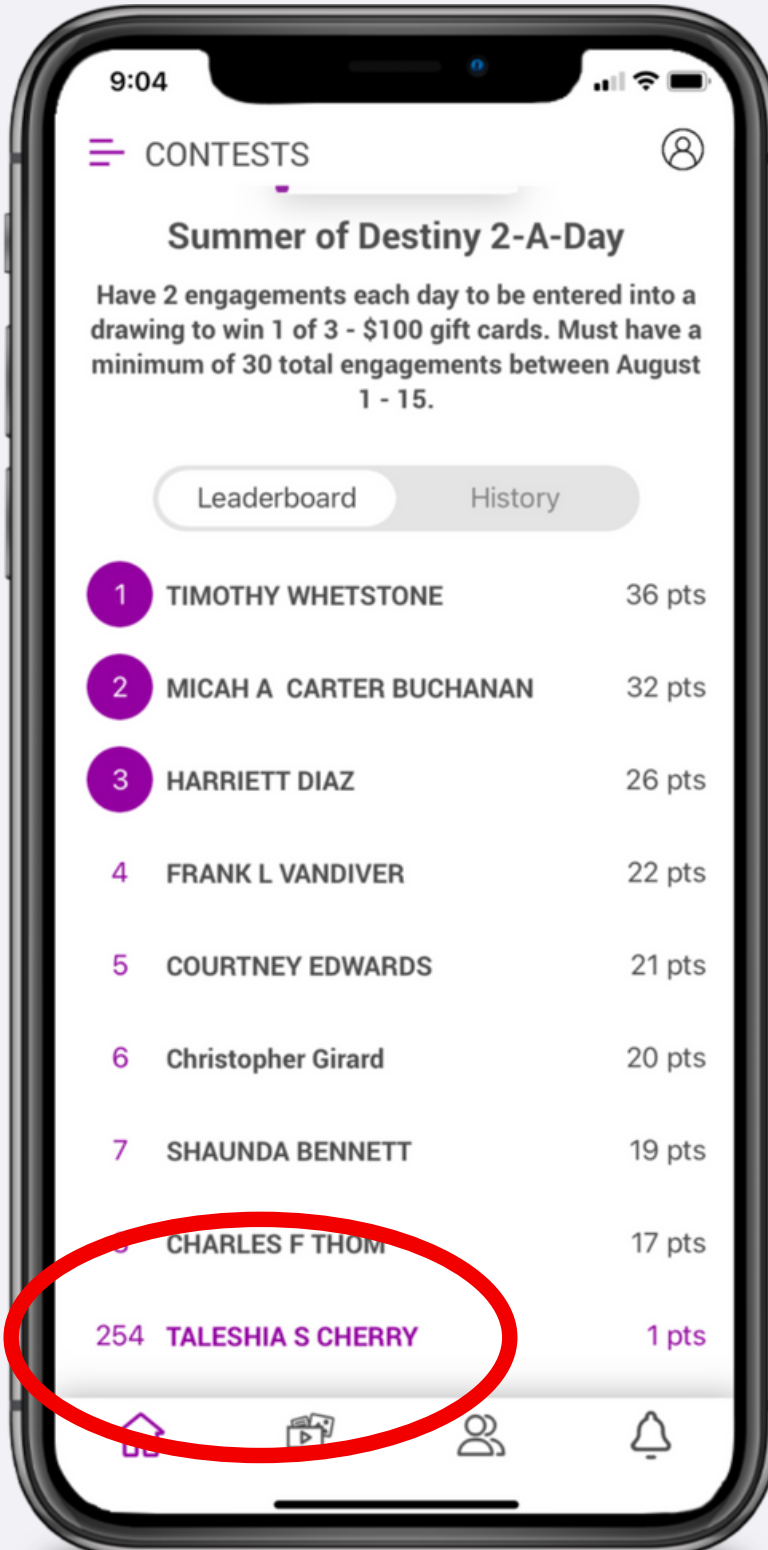 9:04
CONTESTS
Summer of Destiny 2-A-Day
Have 2 engagements each day to be entered into a
drawing to win 1 of 3 - $100 gift cards. Must have a
minimum of 30 total engagements between August
1 - 15.
Leaderboard History
1 TIMOTHY WHETSTONE 36 pts
2 MICAH A CARTER BUCHANAN 32 pts
3 HARRIETT DIAZ 26 pts
4 FRANK L VANDIVER 22 pts
5 COURTNEY EDWARDS 21 pts
6 Christopher Girard 20 pts
7 SHAUNDA BENNETT 19 pts
CHARLES F THOM 17 pts
254 TALESHIA S CHERRY 1 pts